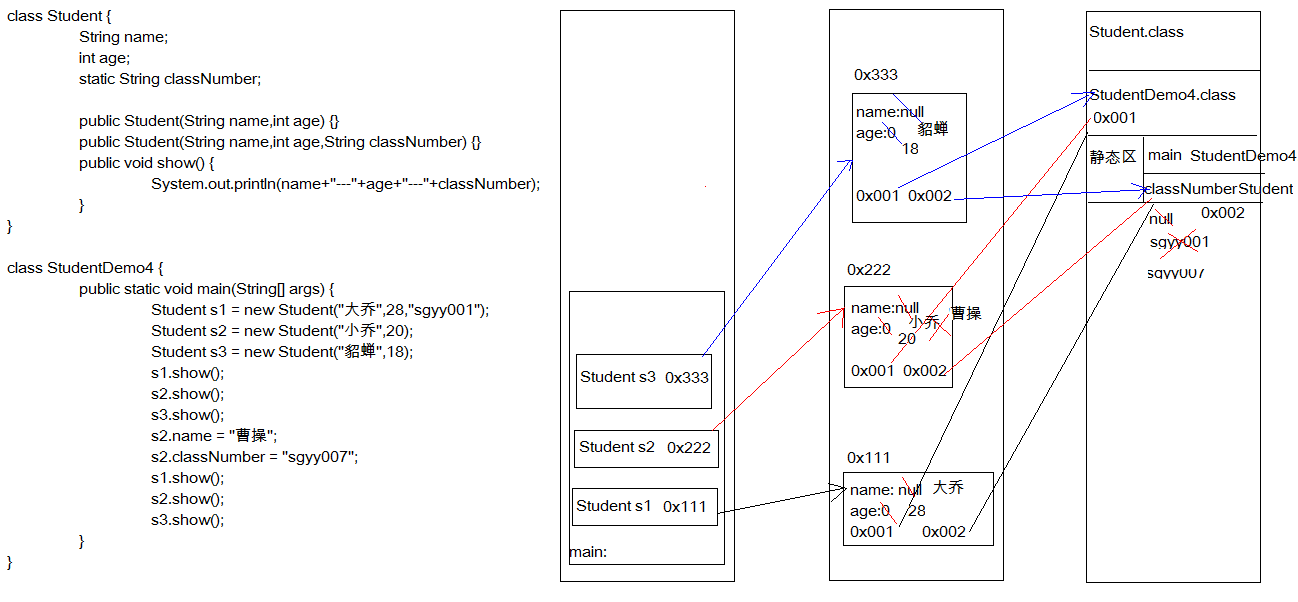 class Student {
String name;
int age;
static String classNumber;
public Student(String name,int age) {}
public Student(String name,int age,String classNumber) {}
public void show() {
System.out.println(name+"---"+age+"---"+classNumber);
}
}
class StudentDemo4 {
public static void main(String[] args) {
Student s1 = new Student("大乔",28,"sgyy001");
Student s2 = new Student("小乔",20);
Student s3 = new Student("貂蝉",18);
s1.show();
s2.show();
s3.show();
s2.name = "曹操";
s2.classNumber = "sgyy007";
s1.show();
s2.show();
s3.show();
}
}
Student s3 0x333
Student s2 0x222
Student s1 0x111
main:
0x333
name:null
age:0 貂蝉
18
0x001 0x002
0x222
name:null
曹操
age:0 小乔
20
0x001 0x002
0x111
name: null 大乔
age:0 28
0x001 0x002
Student.class
StudentDemo4.class
0x001
静态区 main StudentDemo4
classNumberStudent
null 0x002
sgyy001
sgyy007